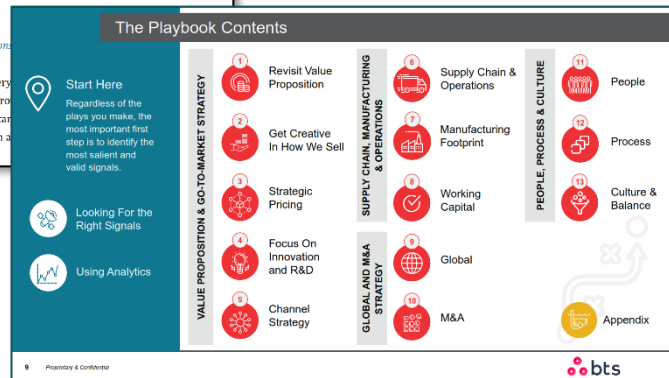 The Playbook Contents
Start Here
Regardless of the
plays you make, the
most important first
step is to identify the
most salient and
valid signals.
Looking For the
Right Signals
Using Analytics
VALUE PROPOSITION & GO-TO-MARKET STRATEGY
1
Revisit Value
Proposition
2
Get Creative
In How We Sell
3
Strategic
Pricing
4
Focus On
Innovation
and R&D
5
Channel
Strategy
SUPPLY CHAIN, MANUFACTURING
& OPERATIONS
6
Supply Chain &
Operations
7
Manufacturing
Footprint
8
Working
Capital
GLOBAL AND M&A
STRATEGY
9
Global
10
M&A
PEOPLE, PROCESS & CULTURE
11
People
12
Process
13
Culture &
Balance
Appendix
9 Proprietary & Confidential
bts